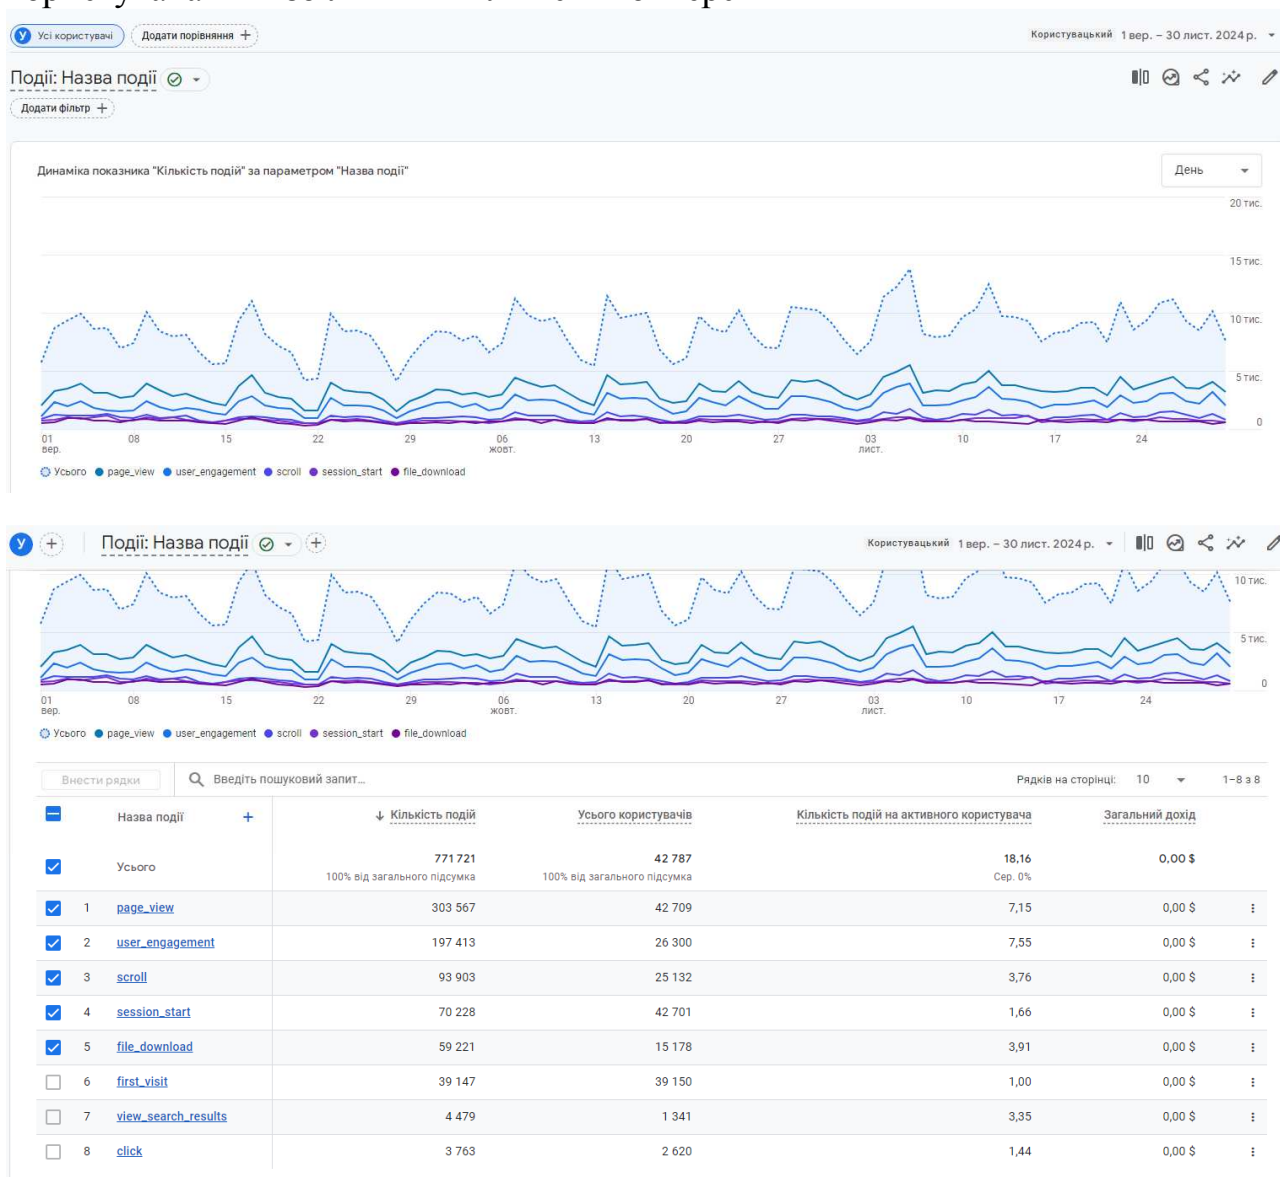 У Усі користувачі Додати порівняння + Користувацький 1 вер. – 30 лист. 2024 р.
Події: Назва події
Додати фільтр +
Динаміка показника "Кількість подій" за параметром "Назва події" День
20 тис.
15 тис.
10 тис.
5 тис.
0
01 08 15 22 29 06 13 20 27 03 10 17 24
вер. жовт. лист.
Усього page_view user_engagement scroll session_start file_download
У + Події: Назва події + Користувацький 1 вер. – 30 лист. 2024 р.
10 тис.
5 тис.
0
01 08 15 22 29 06 13 20 27 03 10 17 24
вер. жовт. лист.
Усього page_view user_engagement scroll session_start file_download
Внести рядки Введіть пошуковий запит... Рядків на сторінці: 10 1–8 з 8
Назва події + ↓ Кількість подій Усього користувачів Кількість подій на активного користувача Загальний дохід
Усього 771 721 42 787 18,16 0,00 $
100% від загального підсумка 100% від загального підсумка Сер. 0%
1 page_view 303 567 42 709 7,15 0,00 $
2 user_engagement 197 413 26 300 7,55 0,00 $
3 scroll 93 903 25 132 3,76 0,00 $
4 session_start 70 228 42 701 1,66 0,00 $
5 file_download 59 221 15 178 3,91 0,00 $
6 first_visit 39 147 39 150 1,00 0,00 $
7 view_search_results 4 479 1 341 3,35 0,00 $
8 click 3 763 2 620 1,44 0,00 $